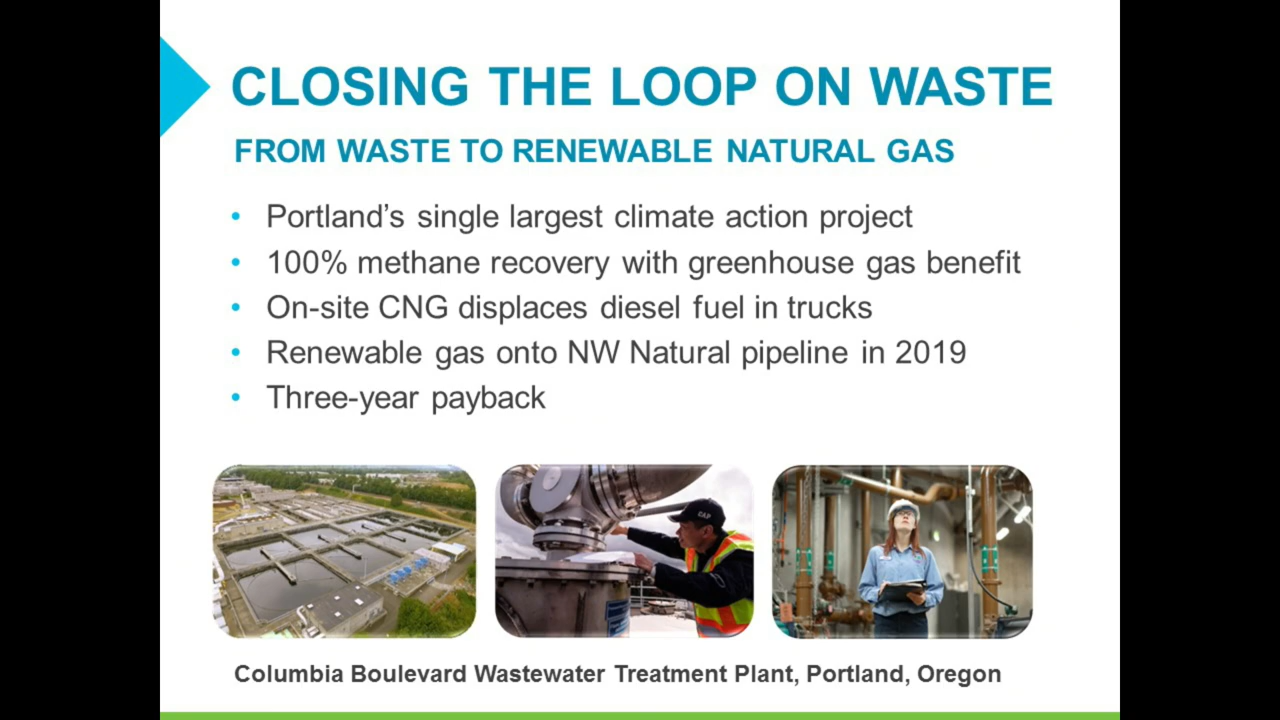 CLOSING THE LOOP ON WASTE
FROM WASTE TO RENEWABLE NATURAL GAS
• Portland’s single largest climate action project
• 100% methane recovery with greenhouse gas benefit
• On-site CNG displaces diesel fuel in trucks
• Renewable gas onto NW Natural pipeline in 2019
• Three-year payback
CAP
Columbia Boulevard Wastewater Treatment Plant, Portland, Oregon